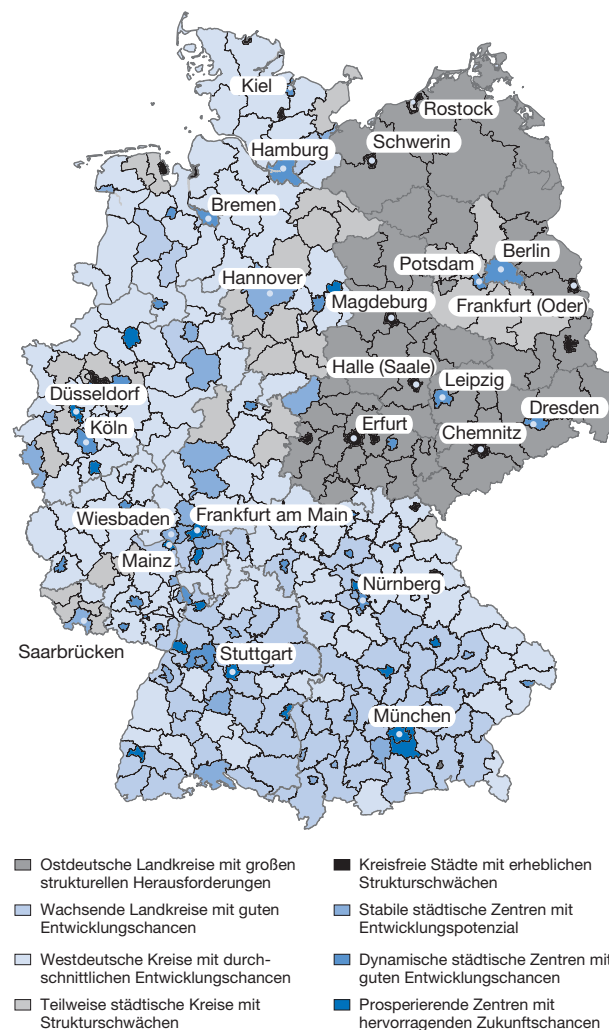 Kiel
Rostock
Hamburg
Schwerin
Bremen
Berlin
Potsdam
Hannover
Magdeburg
Frankfurt (Oder)
Halle (Saale)
Düsseldorf
Leipzig
Dresden
Köln
Erfurt
Chemnitz
Wiesbaden
Frankfurt am Main
Mainz
Nürnberg
Saarbrücken
Stuttgart
München
Ostdeutsche Landkreise mit großen
strukturellen Herausforderungen
Wachsende Landkreise mit guten
Entwicklungschancen
Westdeutsche Kreise mit durch-
schnittlichen Entwicklungschancen
Teilweise städtische Kreise mit
Strukturschwächen
Kreisfreie Städte mit erheblichen
Strukturschwächen
Stabile städtische Zentren mit
Entwicklungspotenzial
Dynamische städtische Zentren mit
guten Entwicklungschancen
Prosperierende Zentren mit
hervorragenden Zukunftschancen